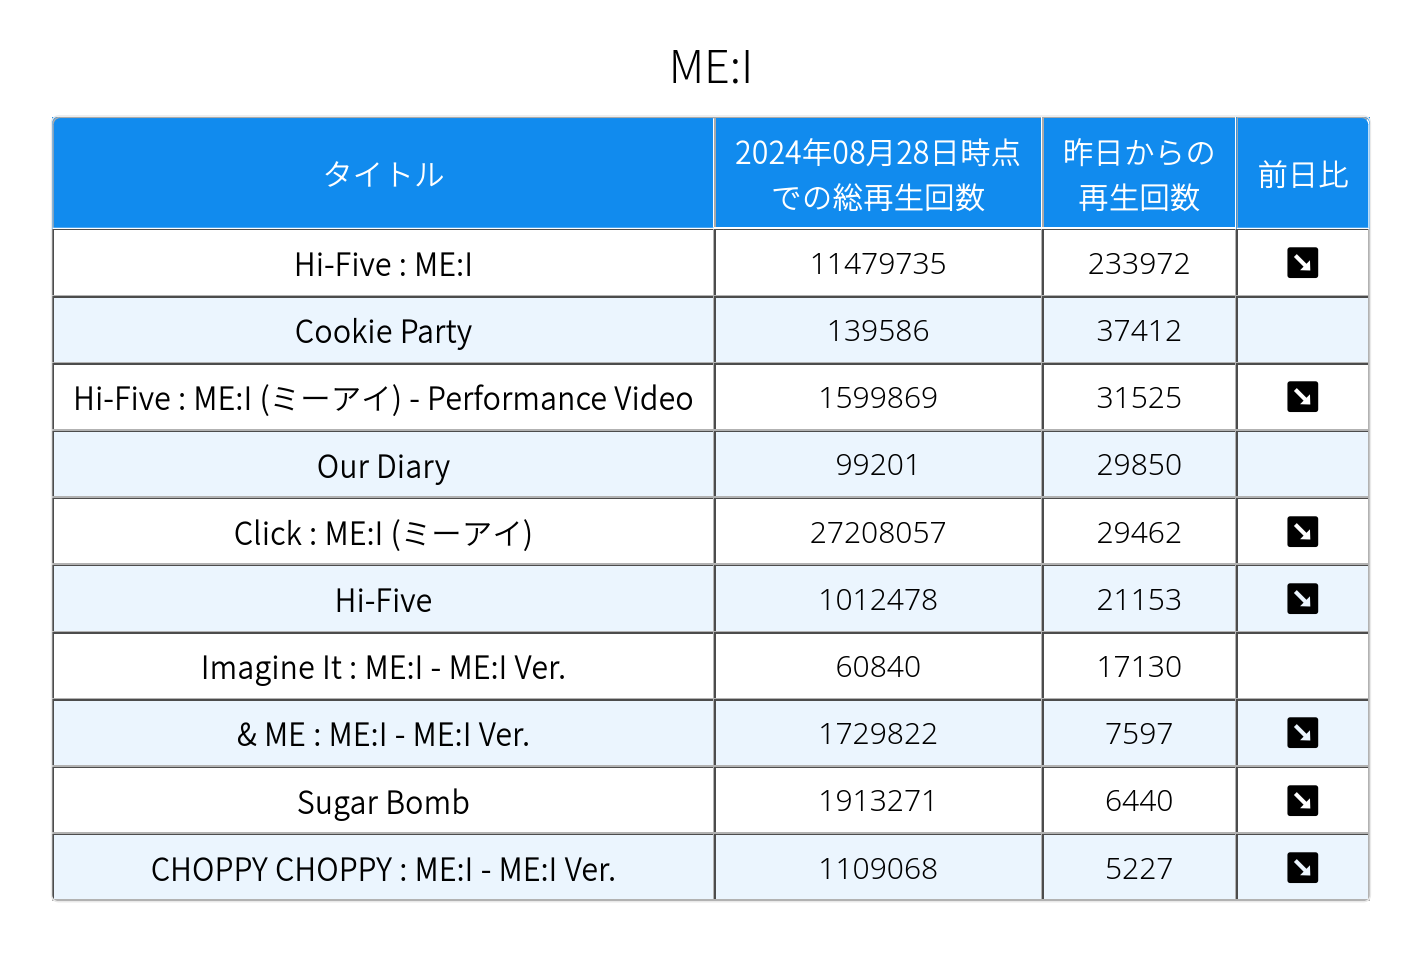 ME:I
タイトル 2024年08月28日時点 での総再生回数 昨日からの 再生回数 前日比
Hi-Five : ME:I 11479735 233972 ↘
Cookie Party 139586 37412
Hi-Five : ME:I (ミーアイ) - Performance Video 1599869 31525 ↘
Our Diary 99201 29850
Click : ME:I (ミーアイ) 27208057 29462 ↘
Hi-Five 1012478 21153 ↘
Imagine It : ME:I - ME:I Ver. 60840 17130
& ME : ME:I - ME:I Ver. 1729822 7597 ↘
Sugar Bomb 1913271 6440 ↘
CHOPPY CHOPPY : ME:I - ME:I Ver. 1109068 5227 ↘